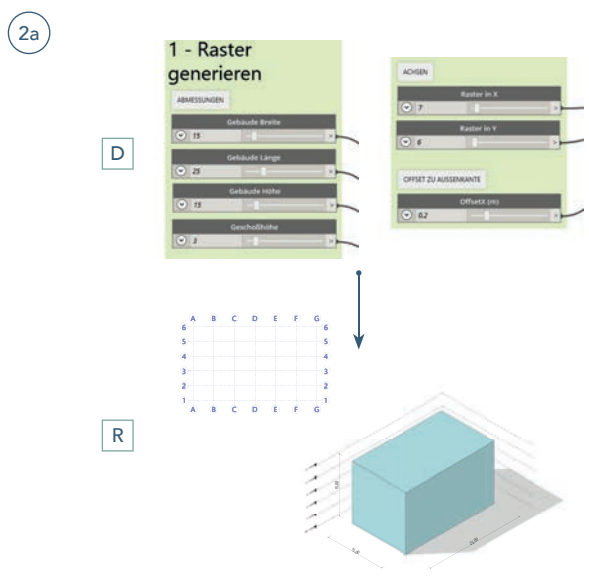 2a
1 - Raster
generieren
ABMESSUNGEN
Gebäude Breite
15
>
Gebäude Länge
25
>
Gebäude Höhe
15
>
Geschoßhöhe
3
>
ACHSEN
Raster in X
7
>
Raster in Y
6
>
OFFSET ZU AUSSENKANTE
OffsetX (m)
0.2
>
D
A B C D E F G
6 6
5 5
4 4
3 3
2 2
1 1
A B C D E F G
R